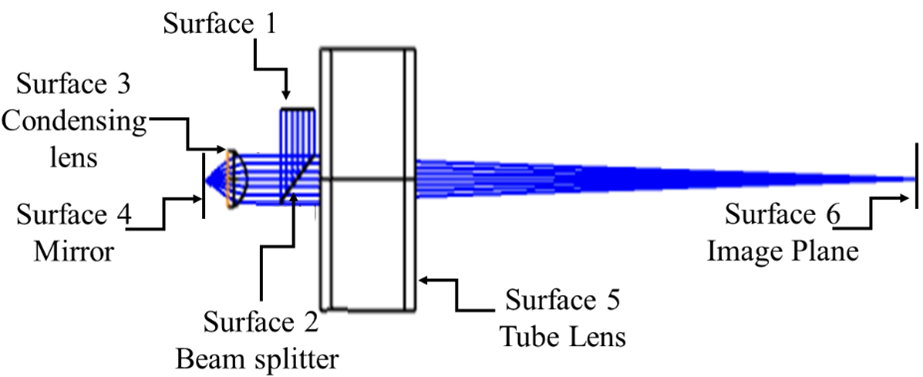 Surface 1
Surface 3
Condensing
lens
Surface 4
Mirror
Surface 2
Beam splitter
Surface 5
Tube Lens
Surface 6
Image Plane